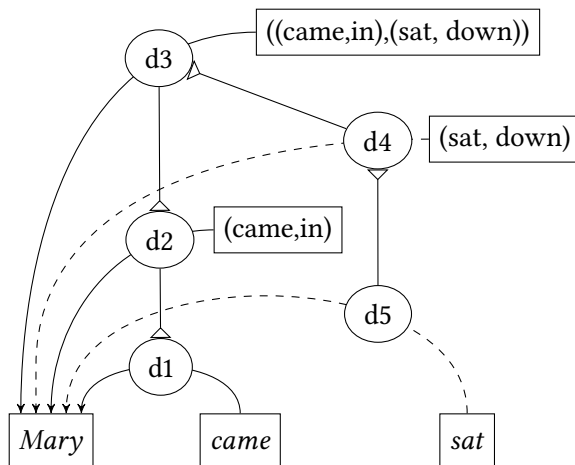 ((came,in),(sat, down))
d3
d4
(sat, down)
d2
(came,in)
d5
d1
Mary
came
sat